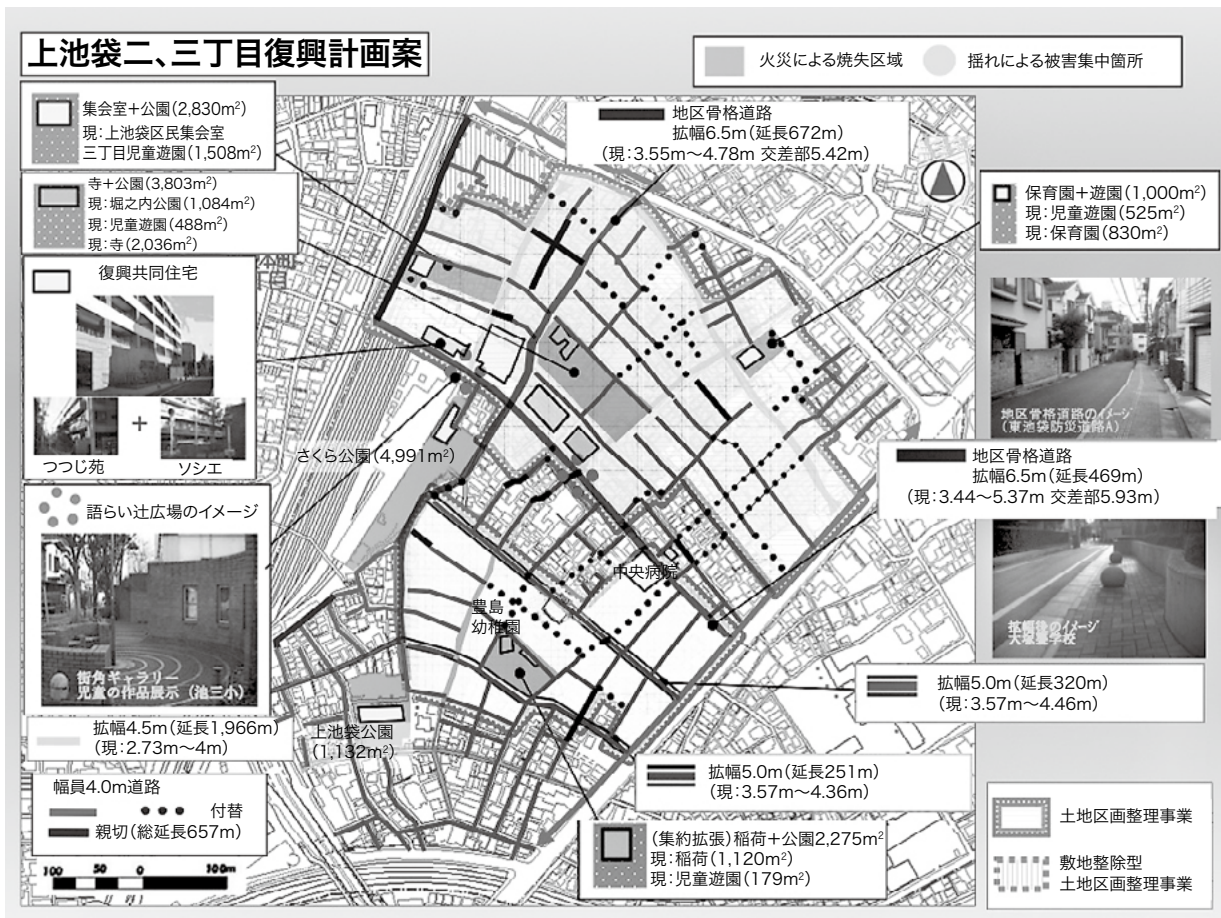 上池袋二、三丁目復興計画案
火災による焼失区域
揺れによる被害集中箇所
集会室+公園(2,830m²)
現:上池袋区民集会室
三丁目児童遊園(1,508m²)
寺+公園(3,803m²)
現:堀之内公園(1,084m²)
現:児童遊園(488m²)
現:寺(2,036m²)
復興共同住宅
つつじ苑
+
ソシエ
語らい辻広場のイメージ
街角ギャラリー
児童の作品展示(池三小)
拡幅4.5m(延長1,966m)
(現:2.73m〜4m)
幅員4.0m道路
付替
親切(総延長657m)
100 50 0 100m
地区骨格道路
拡幅6.5m(延長672m)
(現:3.55m〜4.78m 交差部5.42m)
保育園+遊園(1,000m²)
現:児童遊園(525m²)
現:保育園(830m²)
地区骨格道路のイメージ
(東池袋防災道路A)
さくら公園(4,991m²)
地区骨格道路
拡幅6.5m(延長469m)
(現:3.44〜5.37m 交差部5.93m)
中央病院
豊島
幼稚園
拡幅後のイメージ
上池袋公園
(1,132m²)
拡幅5.0m(延長320m)
(現:3.57m〜4.46m)
拡幅5.0m(延長251m)
(現:3.57m〜4.36m)
(集約拡張)稲荷+公園2,275m²
現:稲荷(1,120m²)
現:児童遊園(179m²)
土地区画整理事業
敷地整除型
土地区画整理事業